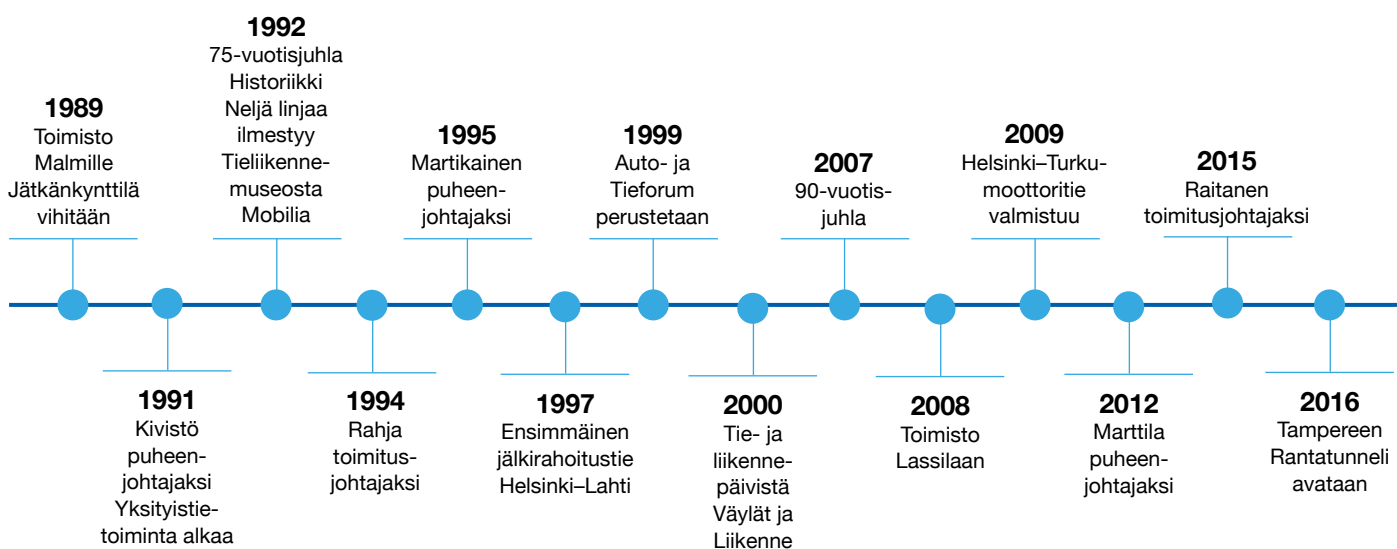 1989
Toimisto
Malmille
Jätkänkynttilä
vihitään
1991
Kivistö
puheen-
johtajaksi
Yksityistie-
toiminta alkaa
1992
75-vuotisjuhla
Historiikki
Neljä linjaa
ilmestyy
Tieliikenne-
museosta
Mobilia
1994
Rahja
toimitus-
johtajaksi
1995
Martikainen
puheen-
johtajaksi
1997
Ensimmäinen
jälkirahoitustie
Helsinki–Lahti
1999
Auto- ja
Tieforum
perustetaan
2000
Tie- ja
liikenne-
päivistä
Väylät ja
Liikenne
2007
90-vuotis-
juhla
2008
Toimisto
Lassilaan
2009
Helsinki–Turku-
moottoritie
valmistuu
2012
Marttila
puheen-
johtajaksi
2015
Raitanen
toimitusjohtajaksi
2016
Tampereen
Rantatunneli
avataan